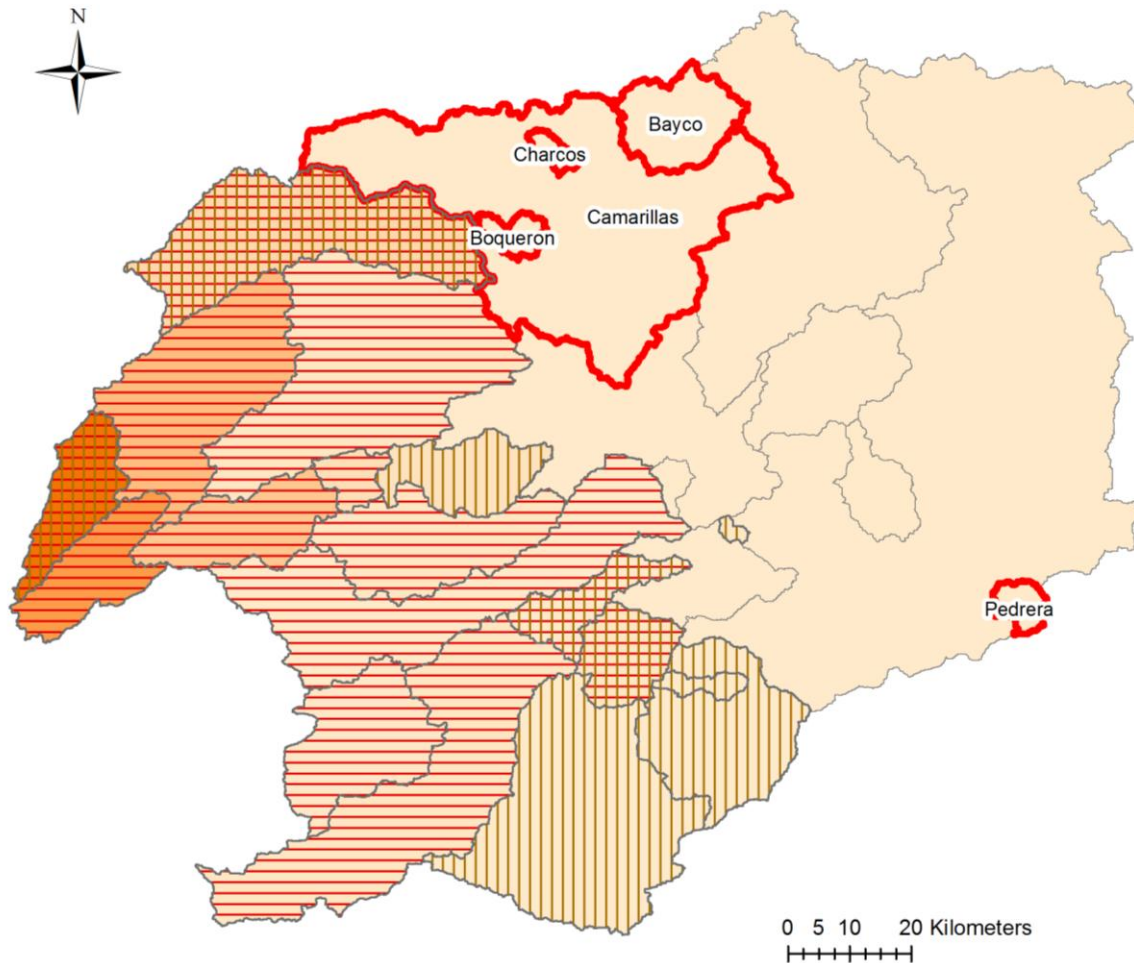 N
Bayco
Charcos
Camarillas
Boqueron
Pedrera
0 5 10 20 Kilometers